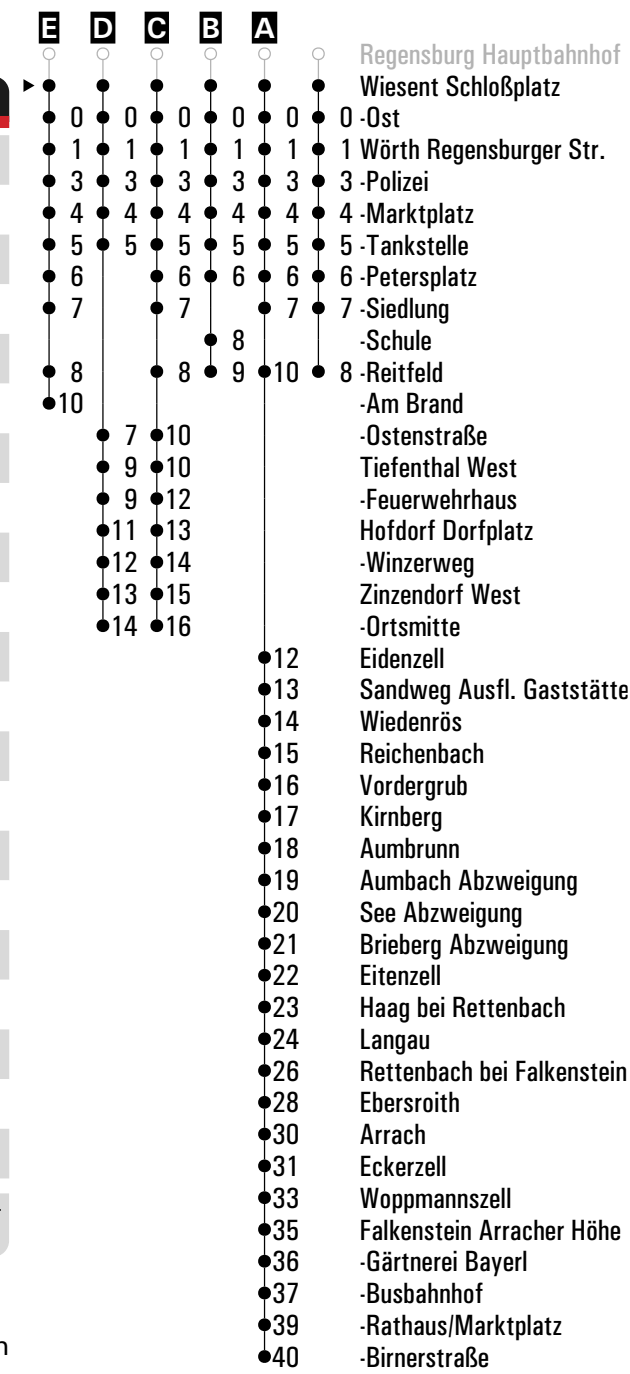 E D C B A
Regensburg Hauptbahnhof
Wiesent Schloßplatz
0 0 0 0 0 0 -Ost
1 1 1 1 1 1 Wörth Regensburger Str.
3 3 3 3 3 3 -Polizei
4 4 4 4 4 4 -Marktplatz
5 5 5 5 5 5 -Tankstelle
6 6 6 6 6 -Petersplatz
7 7 7 7 -Siedlung
8 -Schule
8 8 9 10 8 -Reitfeld
10 -Am Brand
7 10 -Ostenstraße
9 10 Tiefenthal West
9 12 -Feuerwehrhaus
11 13 Hofdorf Dorfplatz
12 14 -Winzerweg
13 15 Zinzendorf West
14 16 -Ortsmitte
12 Eidenzell
13 Sandweg Ausfl. Gaststätte
14 Wiedenrös
15 Reichenbach
16 Vordergrub
17 Kirnberg
18 Aumbrunn
19 Aumbach Abzweigung
20 See Abzweigung
21 Brieberg Abzweigung
22 Eitenzell
23 Haag bei Rettenbach
24 Langau
26 Rettenbach bei Falkenstein
28 Ebersroith
30 Arrach
31 Eckerzell
33 Woppmannszell
35 Falkenstein Arracher Höhe
36 -Gärtnerei Bayerl
37 -Busbahnhof
39 -Rathaus/Marktplatz
40 -Birnerstraße